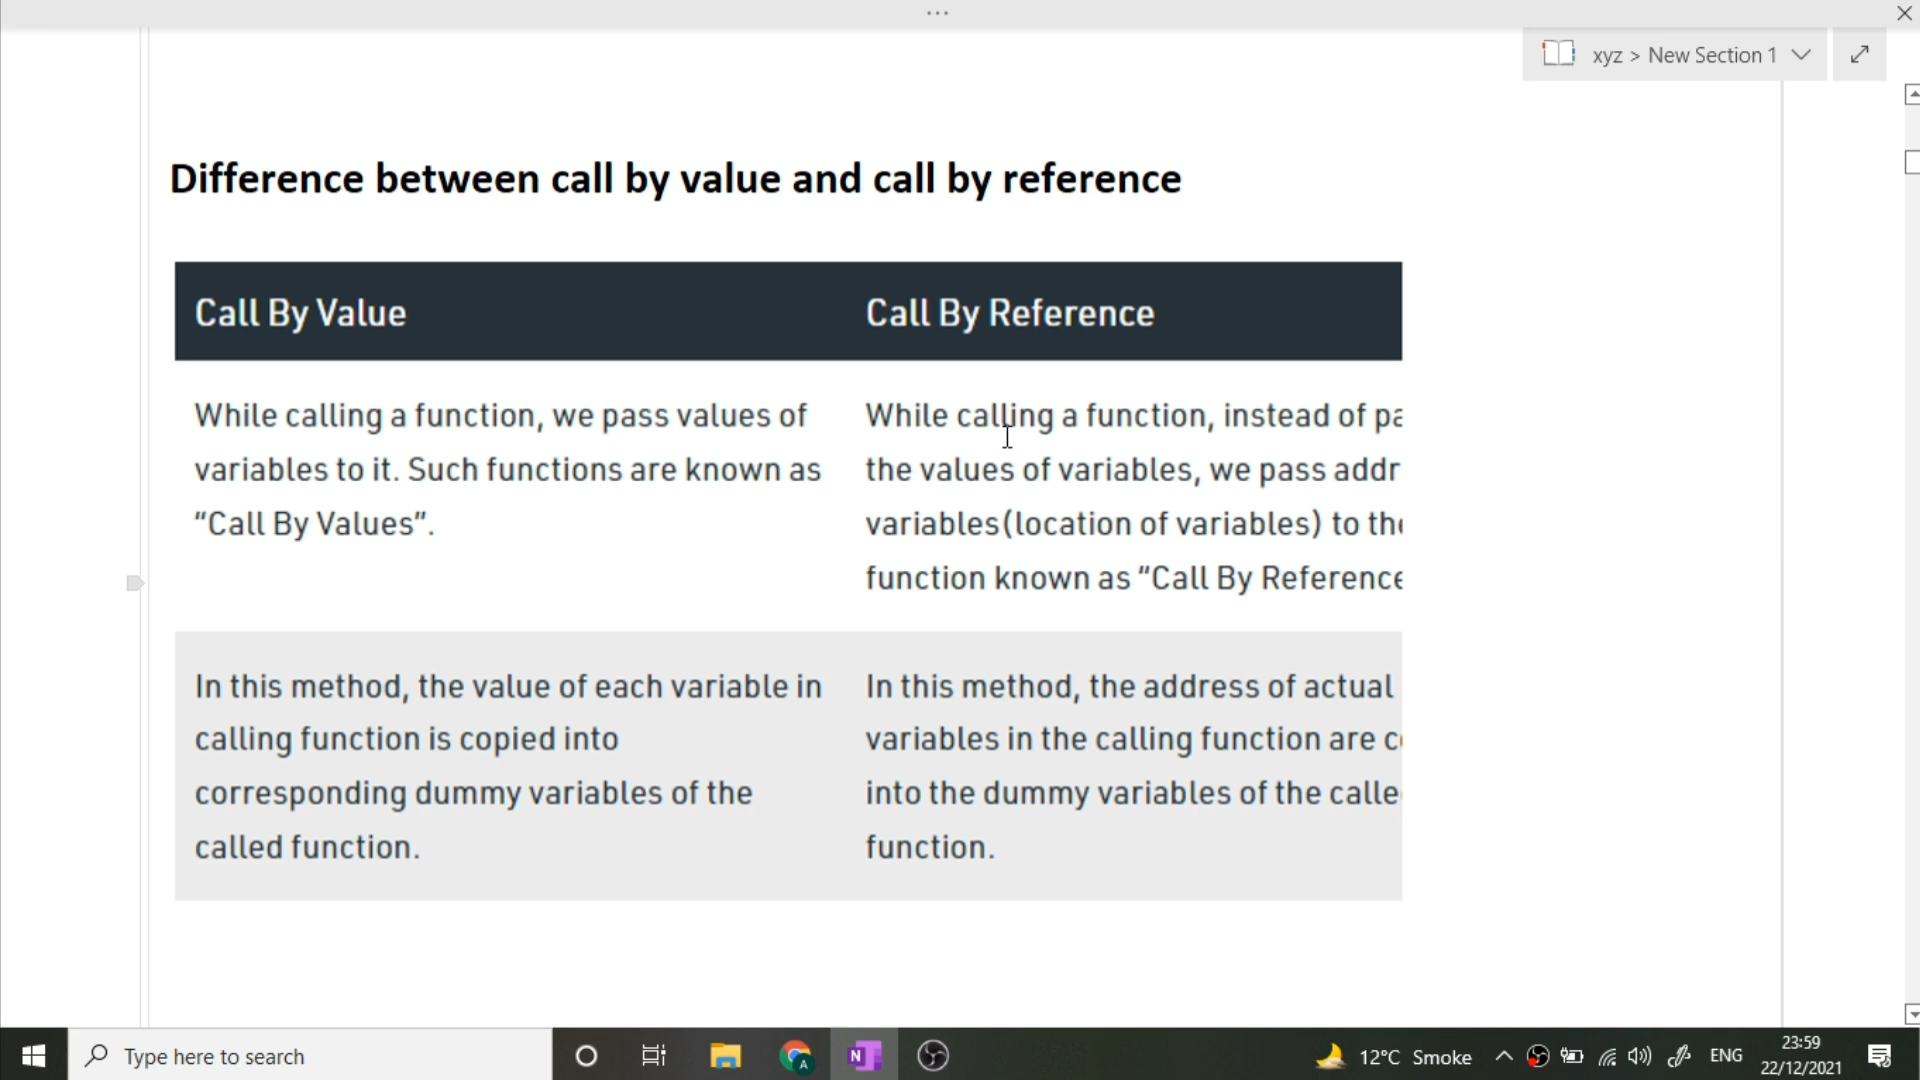 xyz > New Section 1
Difference between call by value and call by reference
Call By Value
Call By Reference
While calling a function, we pass values of
variables to it. Such functions are known as
“Call By Values”.
While calling a function, instead of pa
the values of variables, we pass addr
variables(location of variables) to the
function known as “Call By Reference
In this method, the value of each variable in
calling function is copied into
corresponding dummy variables of the
called function.
In this method, the address of actual
variables in the calling function are c
into the dummy variables of the calle
function.
Type here to search
12°C Smoke
ENG
23:59
22/12/2021